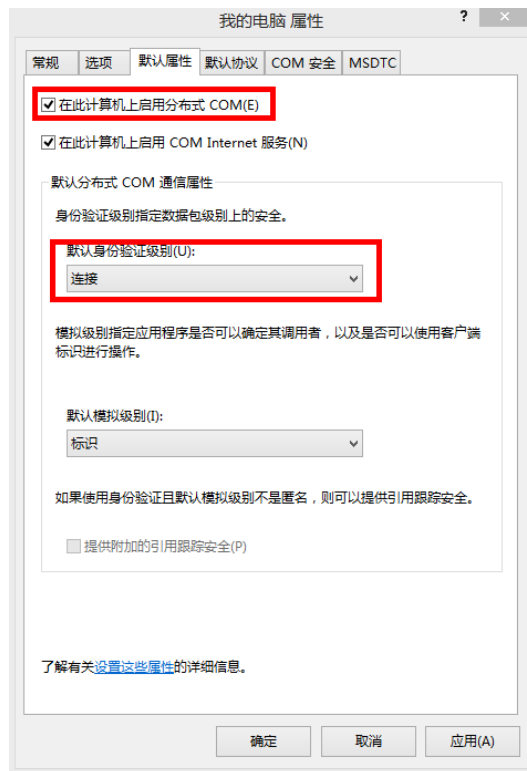 我的电脑 属性
?
×
常规 选项 默认属性 默认协议 COM 安全 MSDTC
在此计算机上启用分布式 COM(E)
在此计算机上启用 COM Internet 服务(N)
默认分布式 COM 通信属性
身份验证级别指定数据包级别上的安全。
默认身份验证级别(U):
连接
模拟级别指定应用程序是否可以确定其调用者，以及是否可以使用客户端
标识进行操作。
默认模拟级别(I):
标识
如果使用身份验证且默认模拟级别不是匿名，则可以提供引用跟踪安全。
提供附加的引用跟踪安全(P)
了解有关设置这些属性的详细信息。
确定 取消 应用(A)